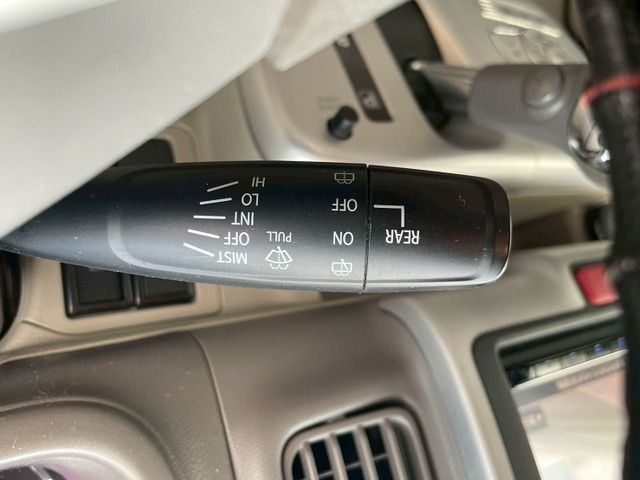 MIST
OFF
INT
LO
HI
PULL
ON
OFF
REAR